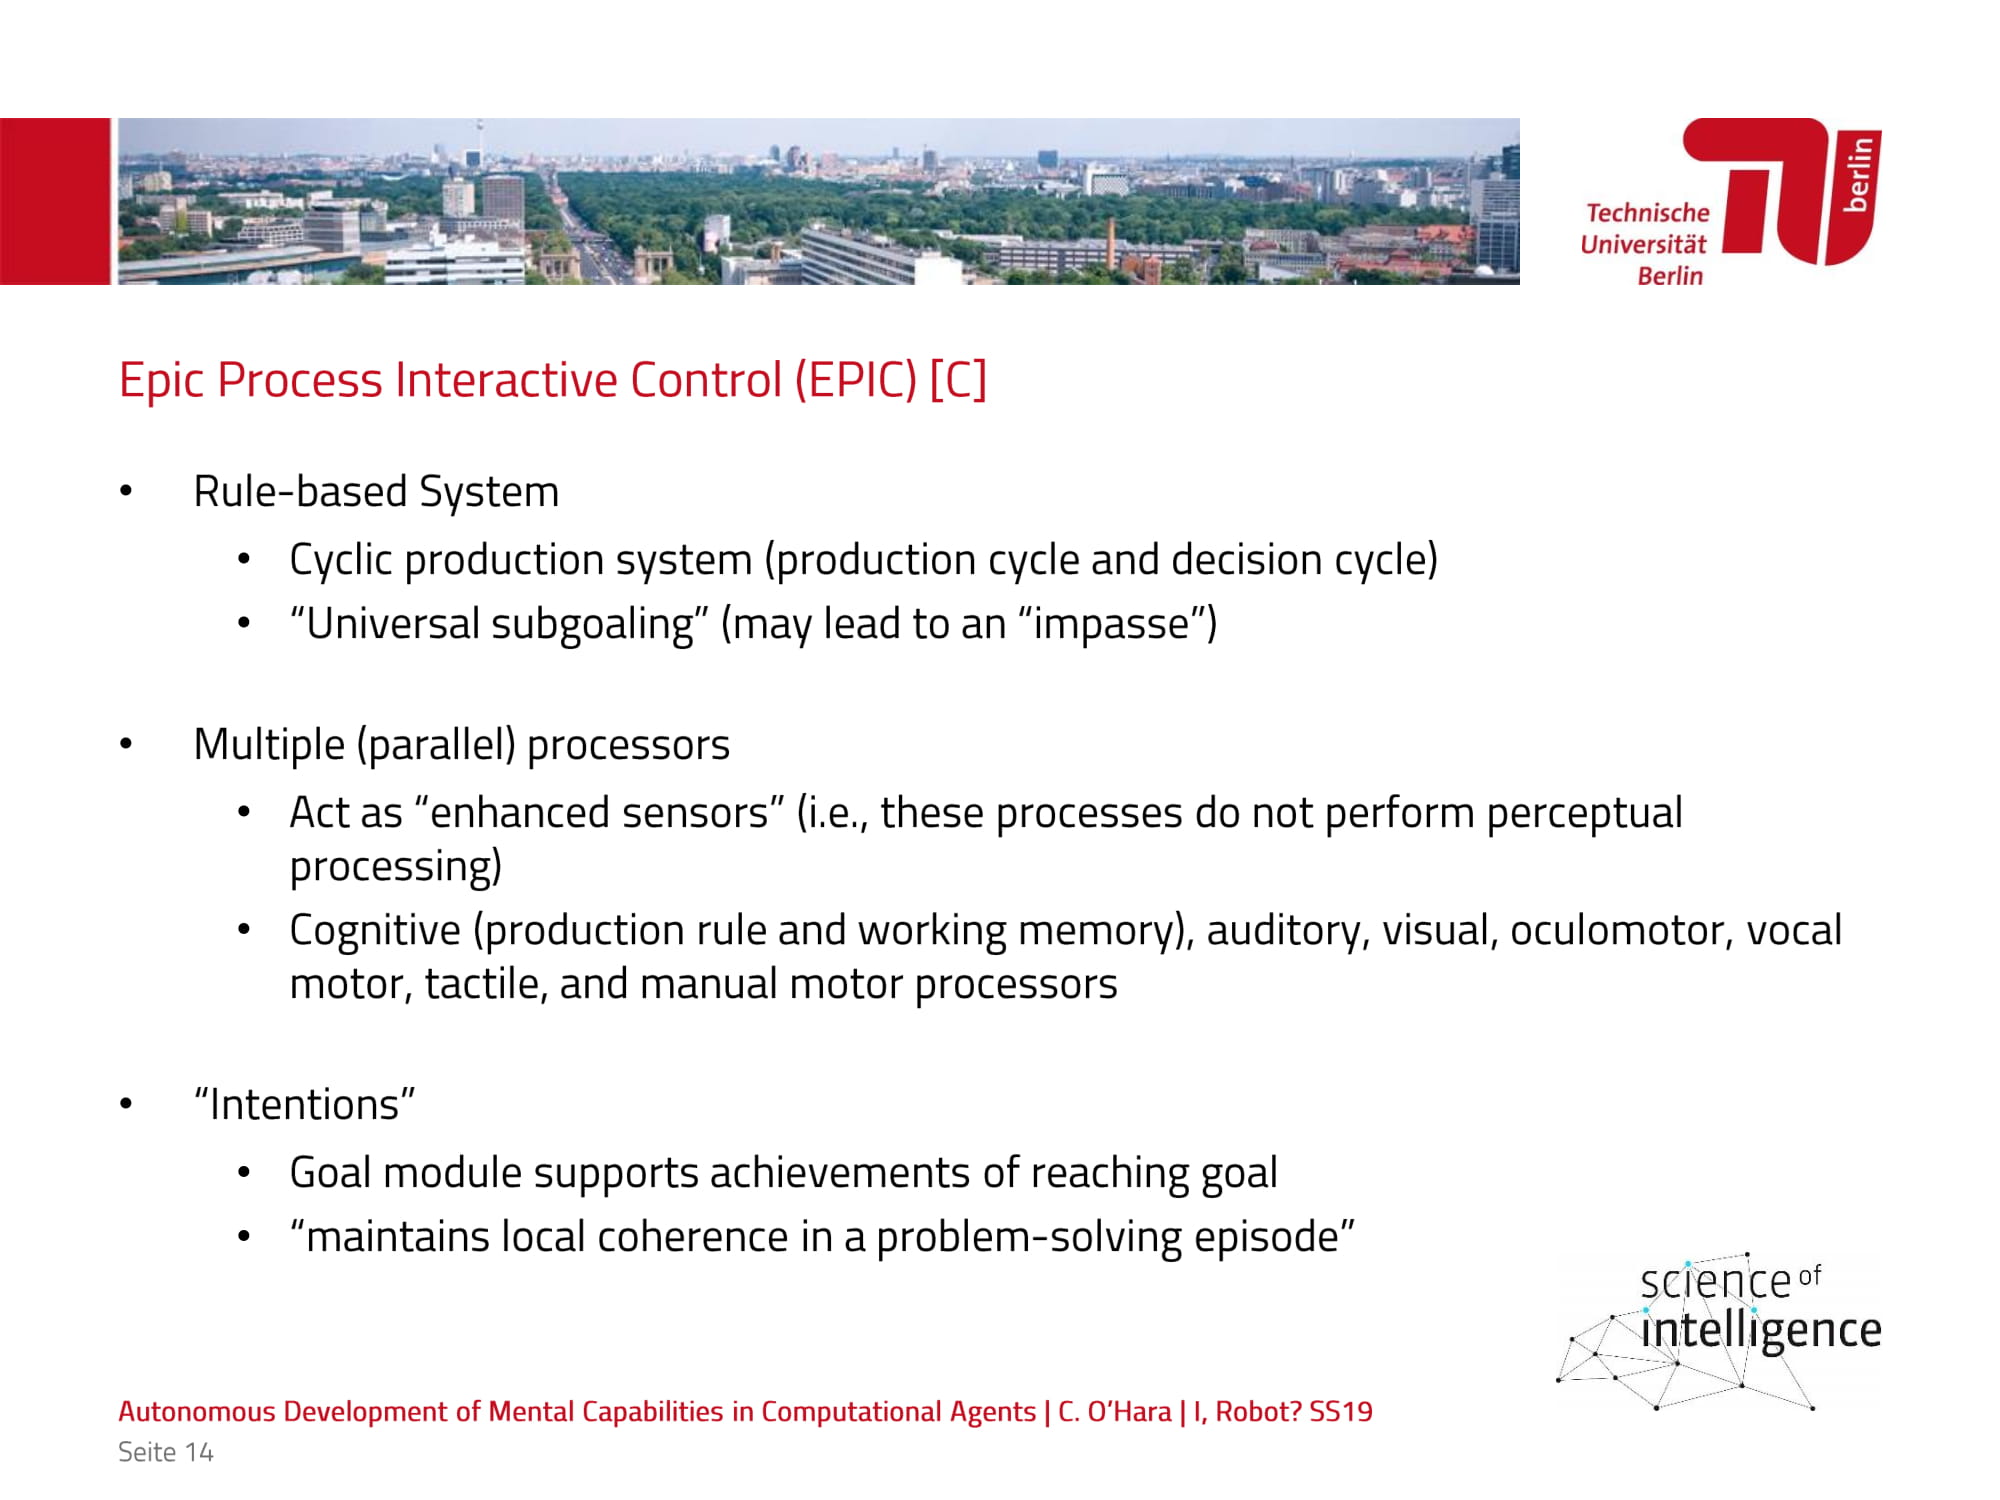 Technische
Universität
Berlin
berlin
Epic Process Interactive Control (EPIC) [C]
• Rule-based System
• Cyclic production system (production cycle and decision cycle)
• “Universal subgoaling” (may lead to an “impasse”)
• Multiple (parallel) processors
• Act as “enhanced sensors” (i.e., these processes do not perform perceptual
processing)
• Cognitive (production rule and working memory), auditory, visual, oculomotor, vocal
motor, tactile, and manual motor processors
• “Intentions”
• Goal module supports achievements of reaching goal
• “maintains local coherence in a problem-solving episode”
science of
intelligence
Autonomous Development of Mental Capabilities in Computational Agents | C. O’Hara | I, Robot? SS19
Seite 14